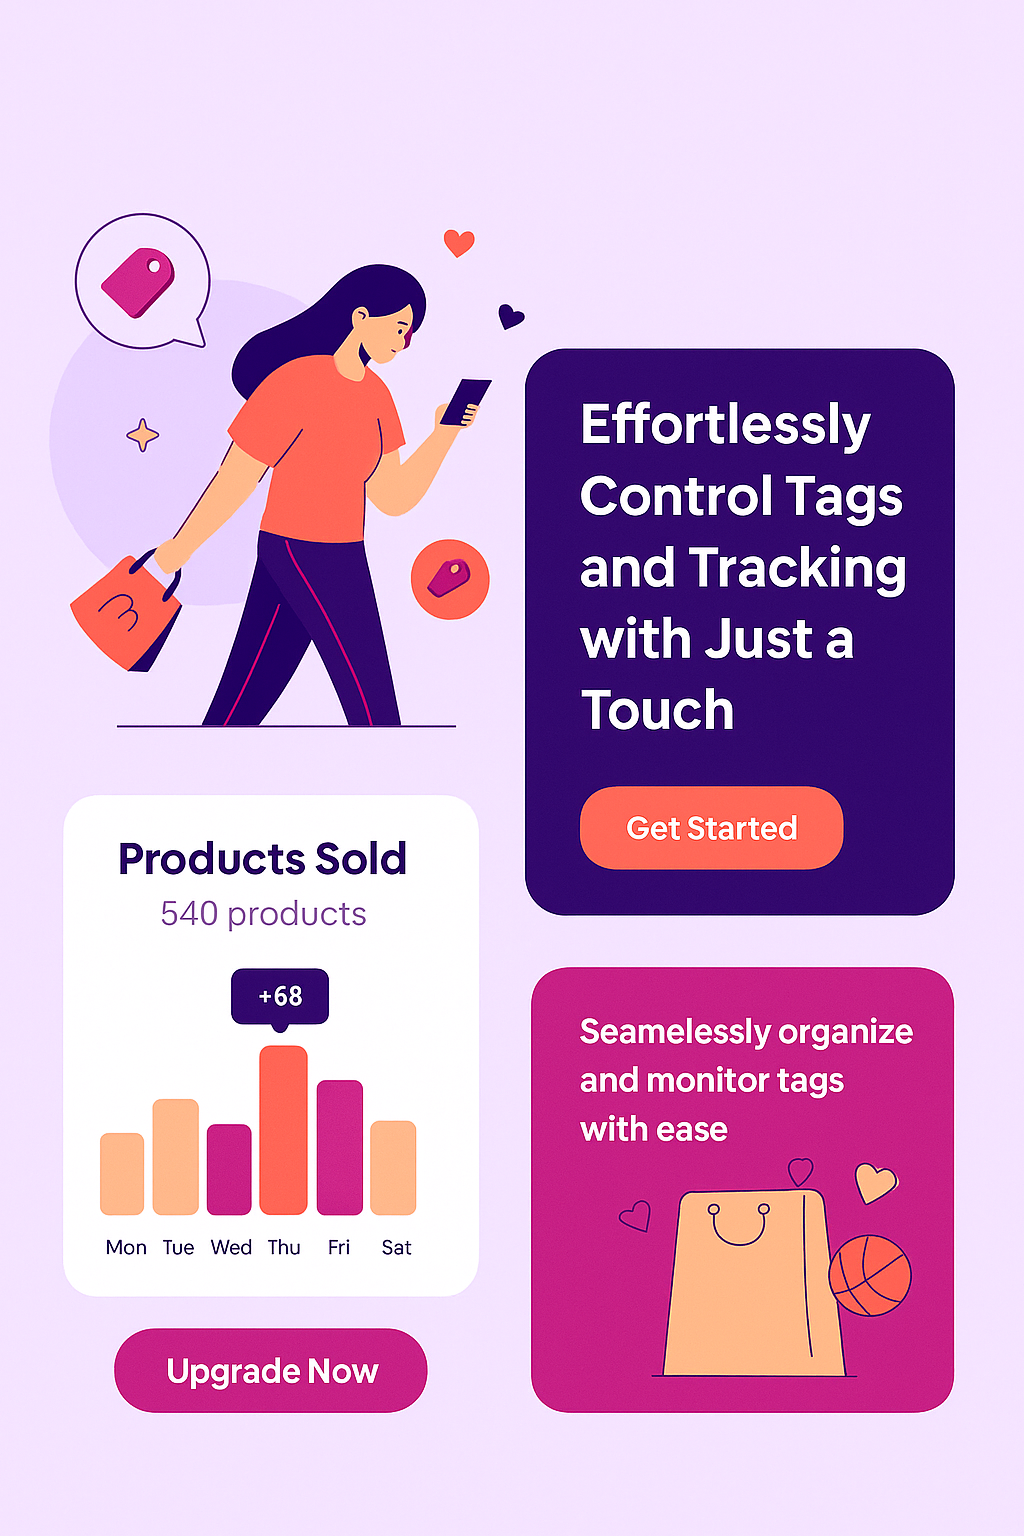 Effortlessly
Control Tags
and Tracking
with Just a
Touch
Get Started
Products Sold
540 products
+68
Mon Tue Wed Thu Fri Sat
Upgrade Now
Seamelessly organize
and monitor tags
with ease